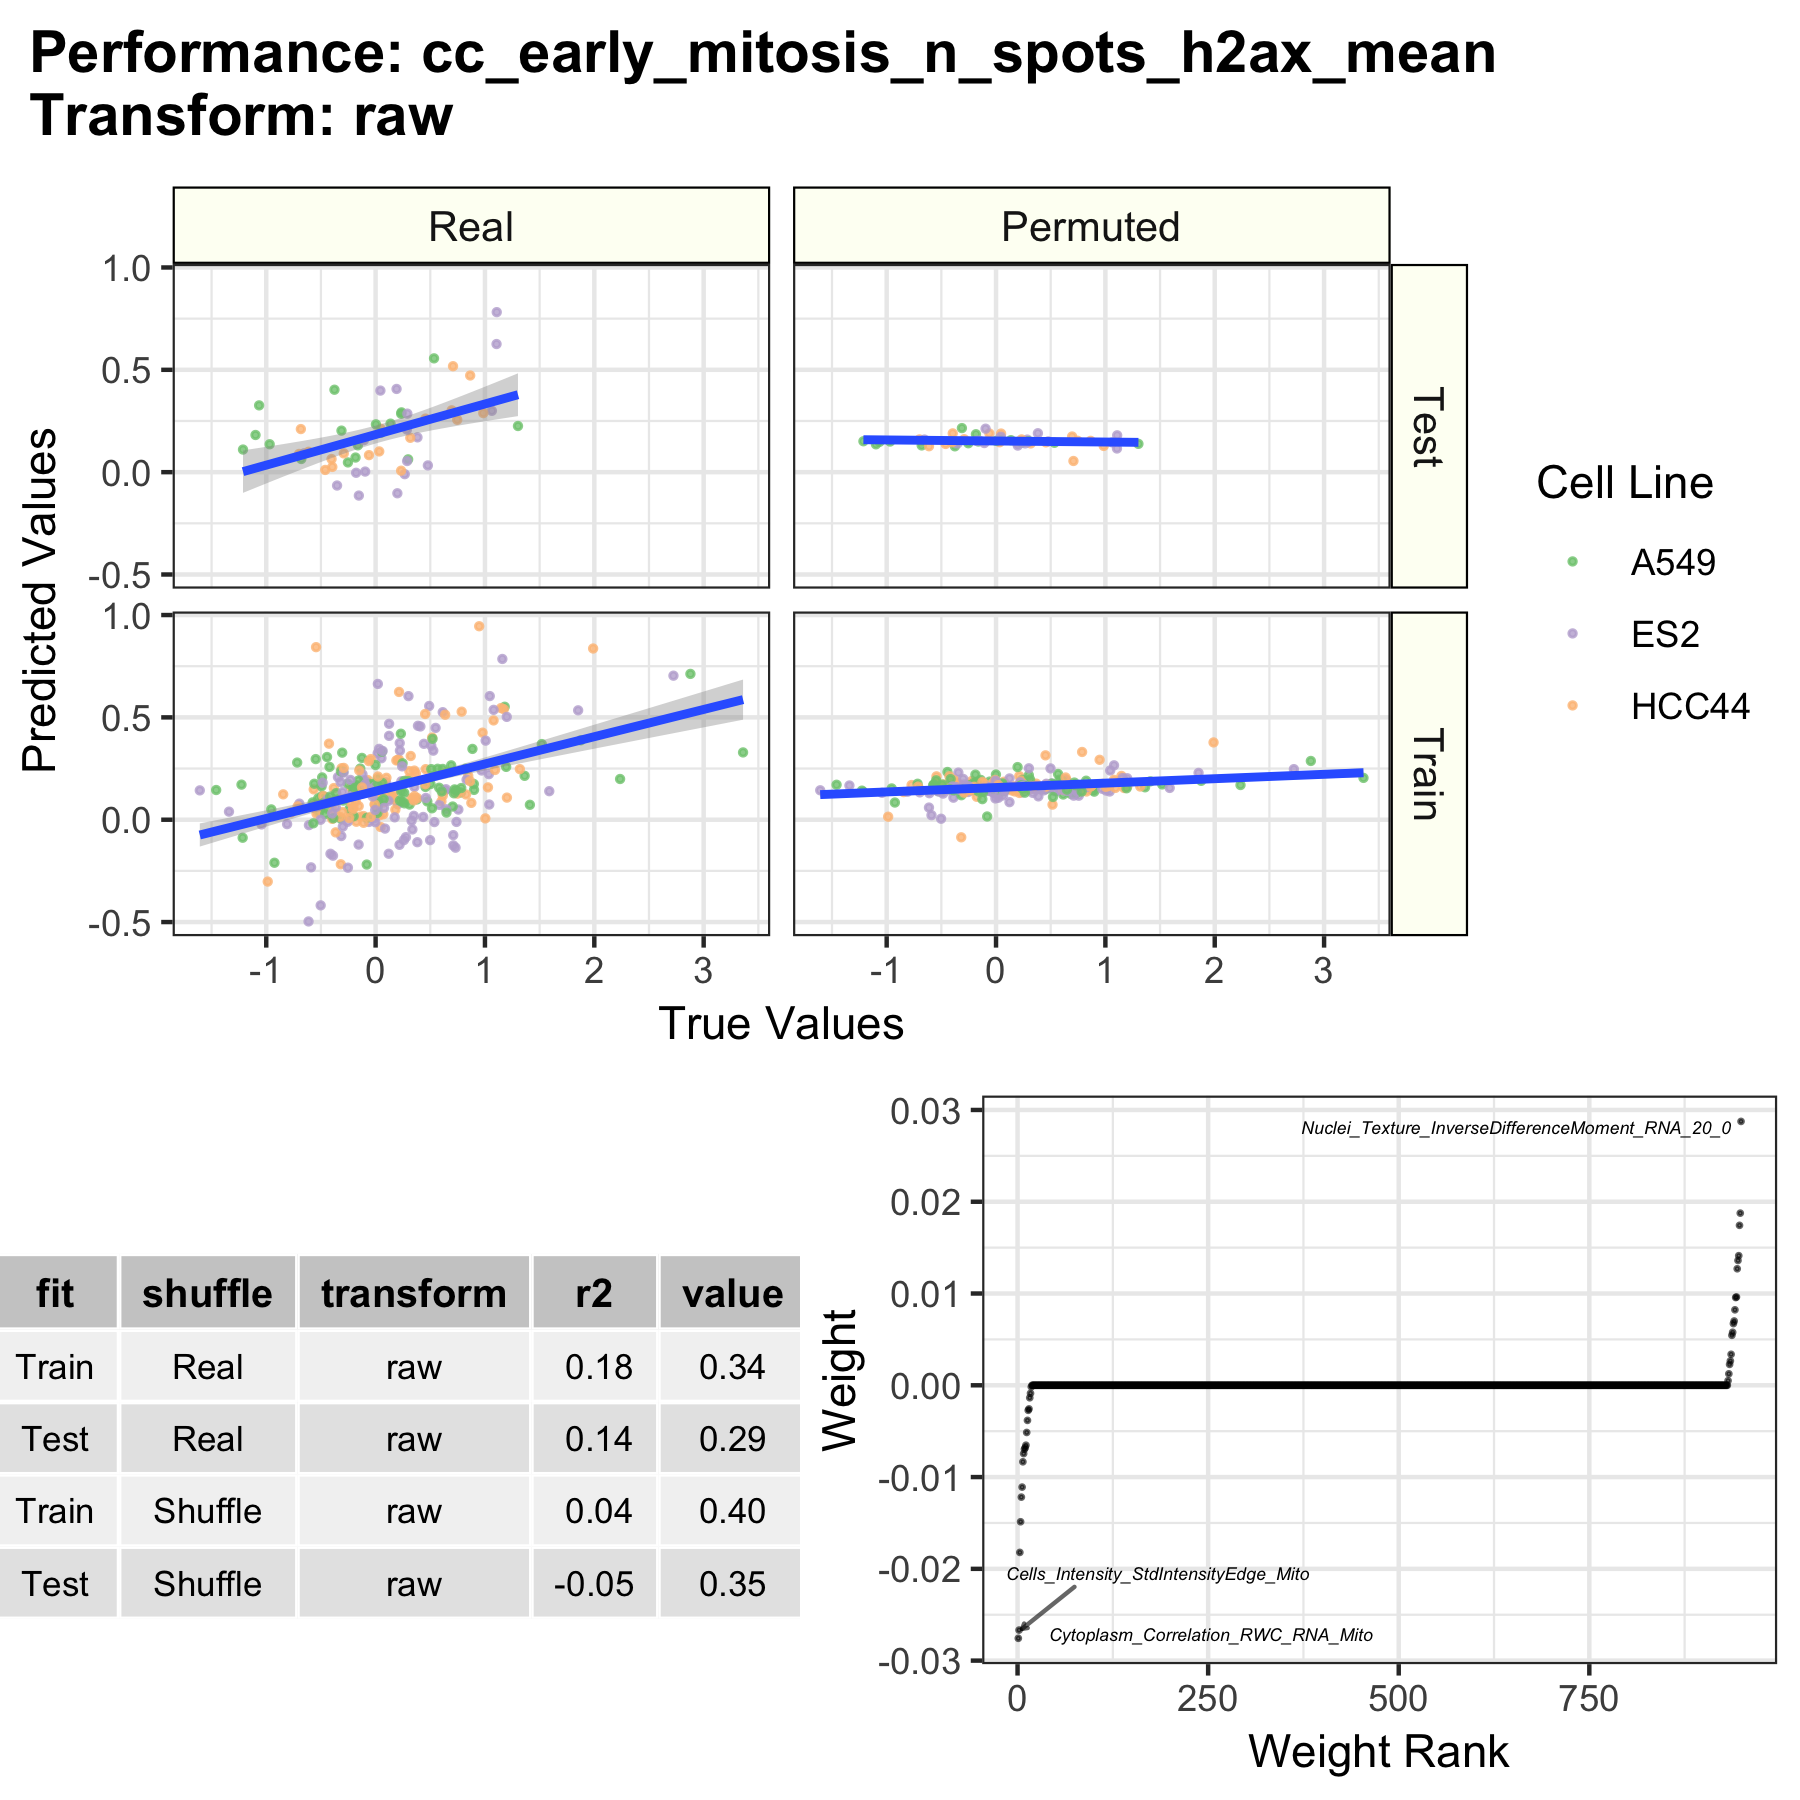 Performance: cc_early_mitosis_n_spots_h2ax_mean
Transform: raw
Real
Permuted
1.0
0.5
0.0
-0.5
Test
1.0
0.5
0.0
-0.5
Train
-1 0 1 2 3
-1 0 1 2 3
Predicted Values
True Values
Cell Line
A549
ES2
HCC44
fit shuffle transform r2 value
Train Real raw 0.18 0.34
Test Real raw 0.14 0.29
Train Shuffle raw 0.04 0.40
Test Shuffle raw -0.05 0.35
Weight
0.03
0.02
0.01
0.00
-0.01
-0.02
-0.03
Nuclei_Texture_InverseDifferenceMoment_RNA_20_0
Cells_Intensity_StdIntensityEdge_Mito
Cytoplasm_Correlation_RWC_RNA_Mito
0 250 500 750
Weight Rank